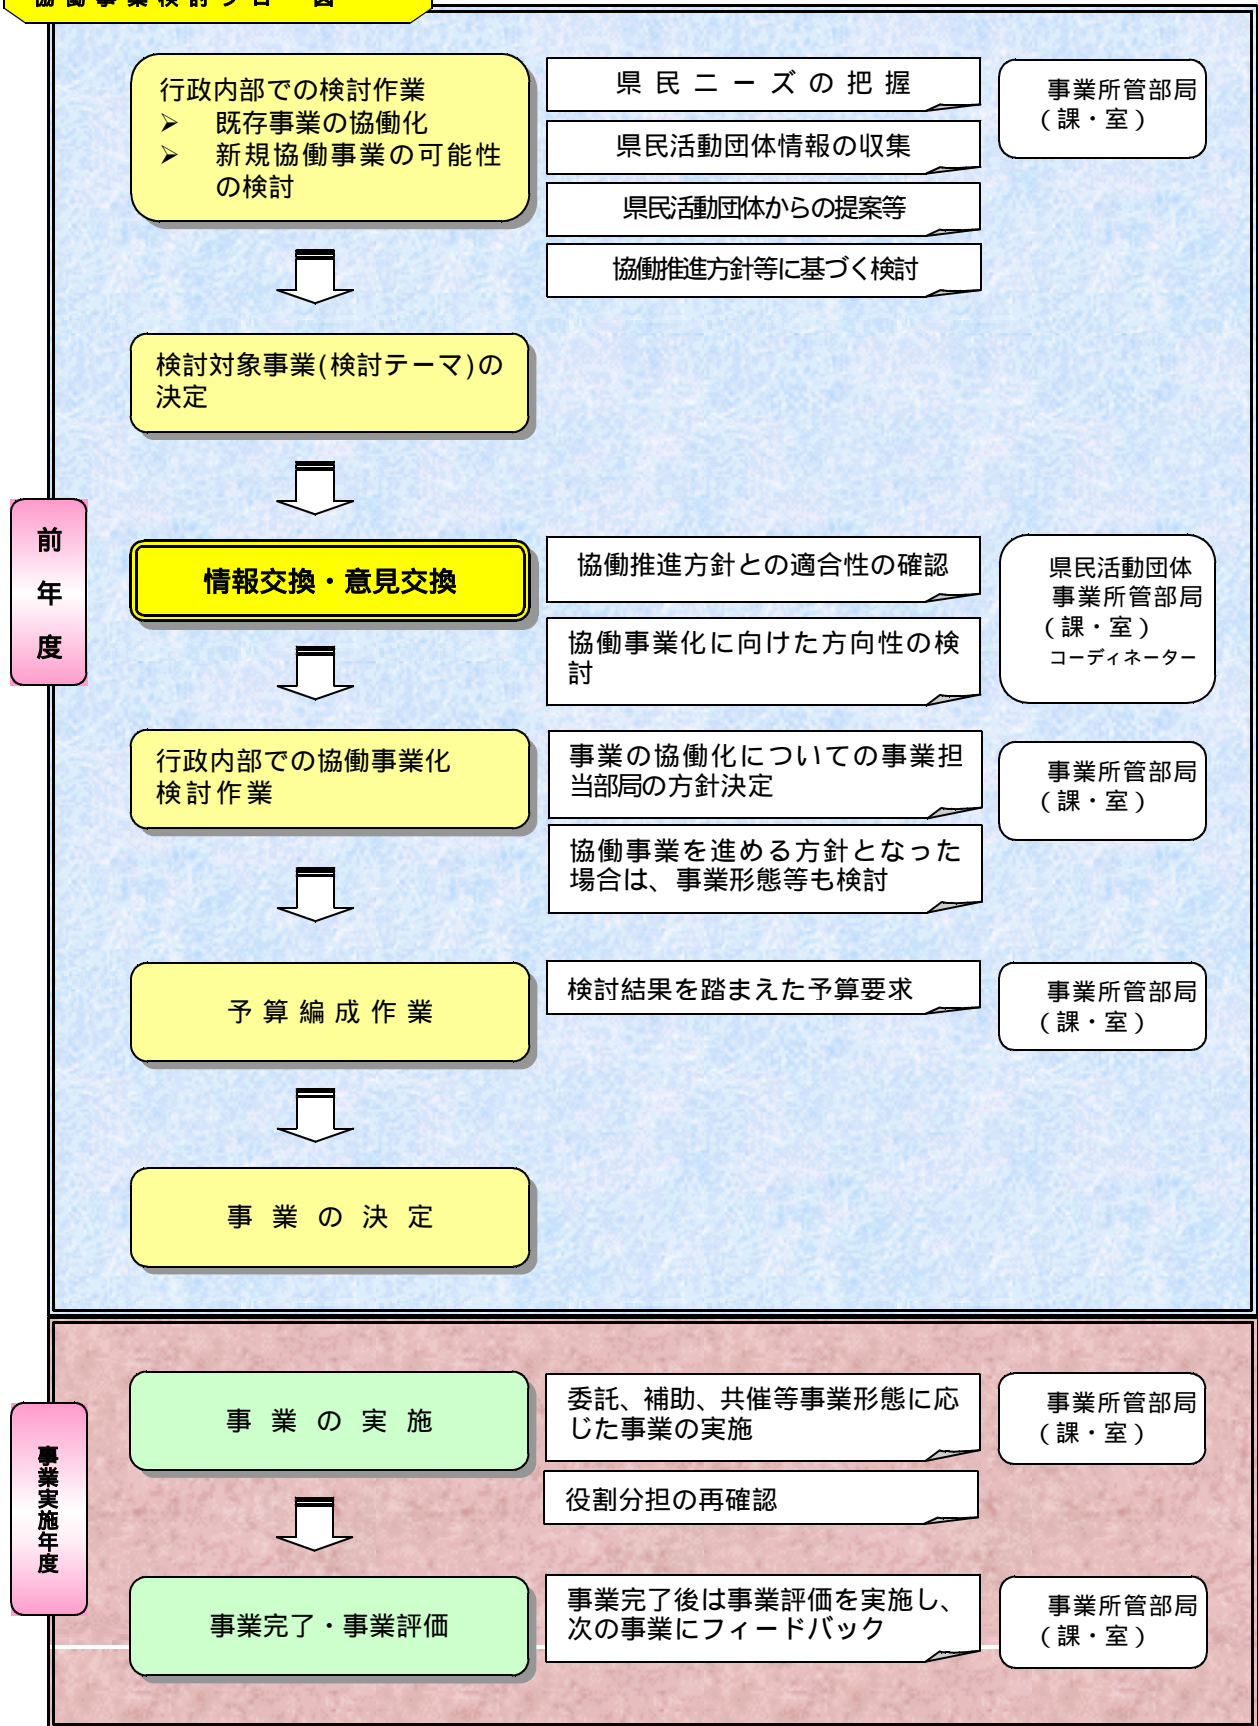 協働事業検討フロー図
行政内部での検討作業
➢ 既存事業の協働化
➢ 新規協働事業の可能性
の検討
県民ニーズの把握
県民活動団体情報の収集
県民活動団体からの提案等
協働推進方針等に基づく検討
事業所管部局
（課・室）
検討対象事業(検討テーマ)の
決定
前年度
情報交換・意見交換
協働推進方針との適合性の確認
協働事業化に向けた方向性の検
討
県民活動団体
事業所管部局
（課・室）
コーディネーター
行政内部での協働事業化
検討作業
事業の協働化についての事業担
当部局の方針決定
協働事業を進める方針となった
場合は、事業形態等も検討
事業所管部局
（課・室）
予算編成作業
検討結果を踏まえた予算要求
事業所管部局
（課・室）
事業の決定
事業実施年度
事業の実施
委託、補助、共催等事業形態に応
じた事業の実施
役割分担の再確認
事業所管部局
（課・室）
事業完了・事業評価
事業完了後は事業評価を実施し、
次の事業にフィードバック
事業所管部局
（課・室）